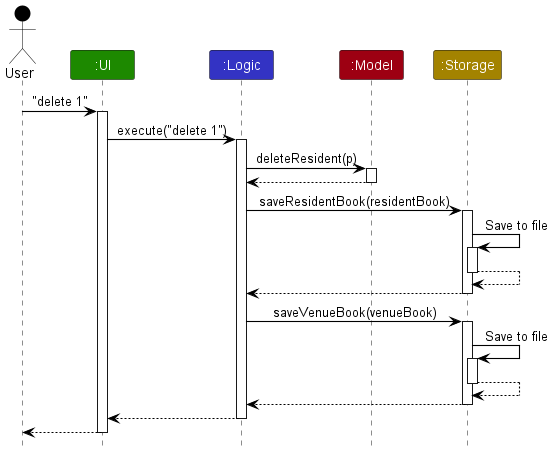 User
:UI
:Logic
:Model
:Storage
"delete 1"
execute("delete 1")
deleteResident(p)
saveResidentBook(residentBook)
Save to file
saveVenueBook(venueBook)
Save to file